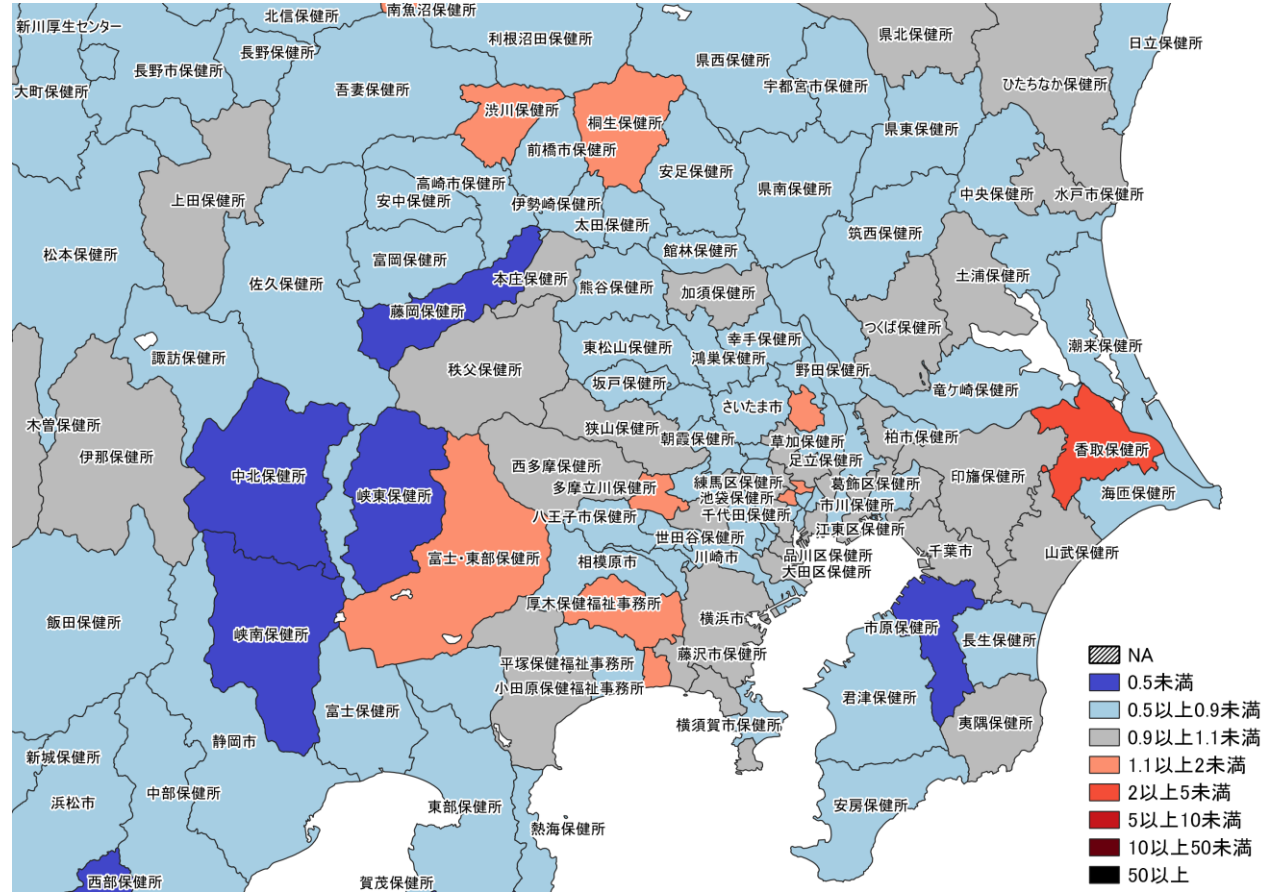 南魚沼保健所
新川厚生センター
北信保健所
県北保健所
利根沼田保健所
日立保健所
長野保健所
県西保健所
長野市保健所
宇都宮市保健所
ひたちなか保健所
大町保健所
吾妻保健所
渋川保健所
桐生保健所
県東保健所
前橋市保健所
安足保健所
高崎市保健所
県南保健所
中央保健所
水戸市保健所
上田保健所
安中保健所
伊勢崎保健所
太田保健所
筑西保健所
松本保健所
富岡保健所
館林保健所
佐久保健所
本庄保健所
熊谷保健所
加須保健所
土浦保健所
藤岡保健所
つくば保健所
諏訪保健所
東松山保健所
幸手保健所
潮来保健所
鴻巣保健所
秩父保健所
野田保健所
坂戸保健所
竜ケ崎保健所
さいたま市
木曽保健所
狭山保健所
朝霞保健所
草加保健所
柏市保健所
香取保健所
伊那保健所
西多摩保健所
足立保健所
中北保健所
多摩立川保健所
練馬区保健所
葛飾区保健所
印旛保健所
峡東保健所
池袋保健所
海匝保健所
八王子市保健所
千代田保健所
市川保健所
世田谷保健所
江東区保健所
富士・東部保健所
相模原市
川崎市
品川区保健所
千葉市
山武保健所
大田区保健所
厚木保健福祉事務所
横浜市
飯田保健所
市原保健所
峡南保健所
長生保健所
藤沢市保健所
平塚保健福祉事務所
小田原保健福祉事務所
君津保健所
富士保健所
横須賀市保健所
夷隅保健所
静岡市
新城保健所
中部保健所
浜松市
東部保健所
安房保健所
熱海保健所
西部保健所
賀茂保健所
NA
0.5未満
0.5以上0.9未満
0.9以上1.1未満
1.1以上2未満
2以上5未満
5以上10未満
10以上50未満
50以上